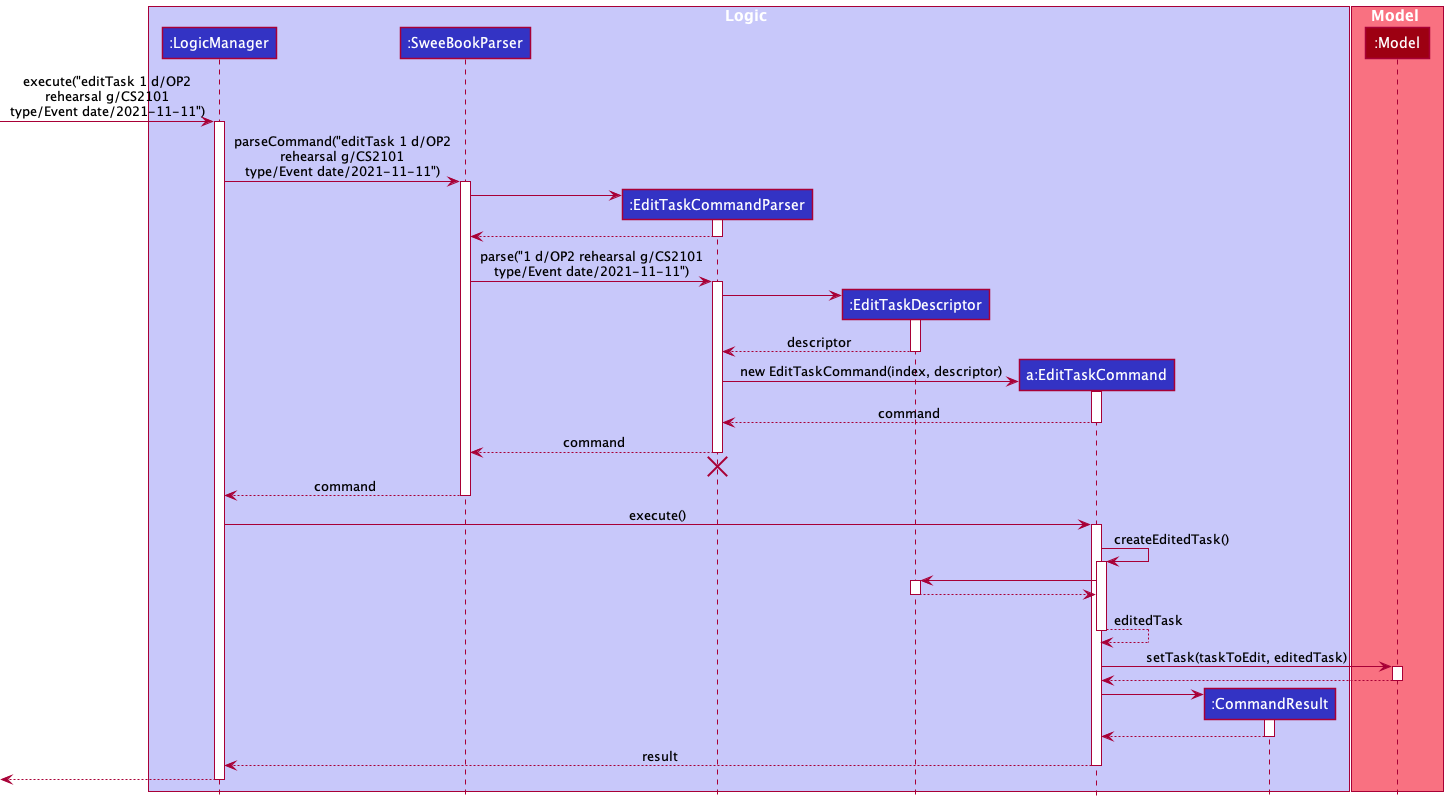 Logic
Model
:LogicManager
:SweeBookParser
:Model
execute("editTask 1 d/OP2
rehearsal g/CS2101
type/Event date/2021-11-11")
parseCommand("editTask 1 d/OP2
rehearsal g/CS2101
type/Event date/2021-11-11")
:EditTaskCommandParser
parse("1 d/OP2 rehearsal g/CS2101
type/Event date/2021-11-11")
:EditTaskDescriptor
descriptor
new EditTaskCommand(index, descriptor)
a:EditTaskCommand
command
command
command
execute()
createEditedTask()
editedTask
setTask(taskToEdit, editedTask)
:CommandResult
result